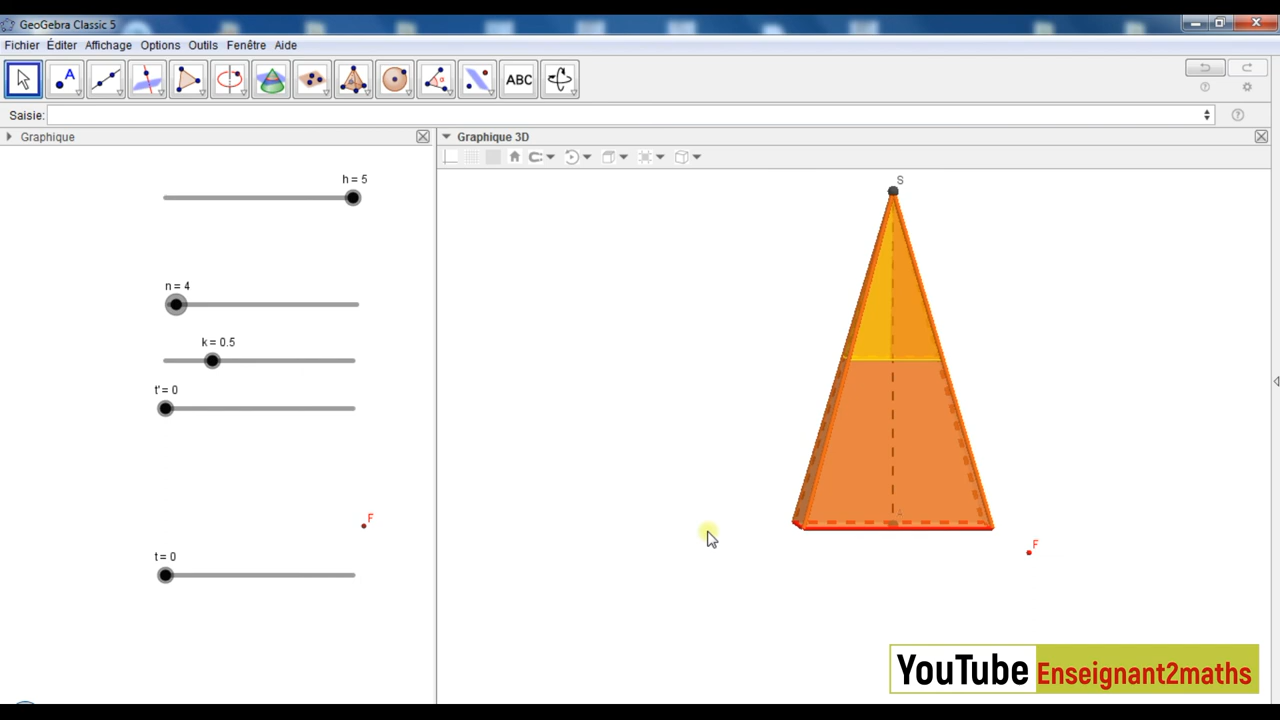 GeoGebra Classic 5
Fichier Éditer Affichage Options Outils Fenêtre Aide
A
ABC
Saisie:
Graphique
Graphique 3D
h = 5
n = 4
k = 0.5
t' = 0
F
t = 0
S
F
YouTube Enseignant2maths